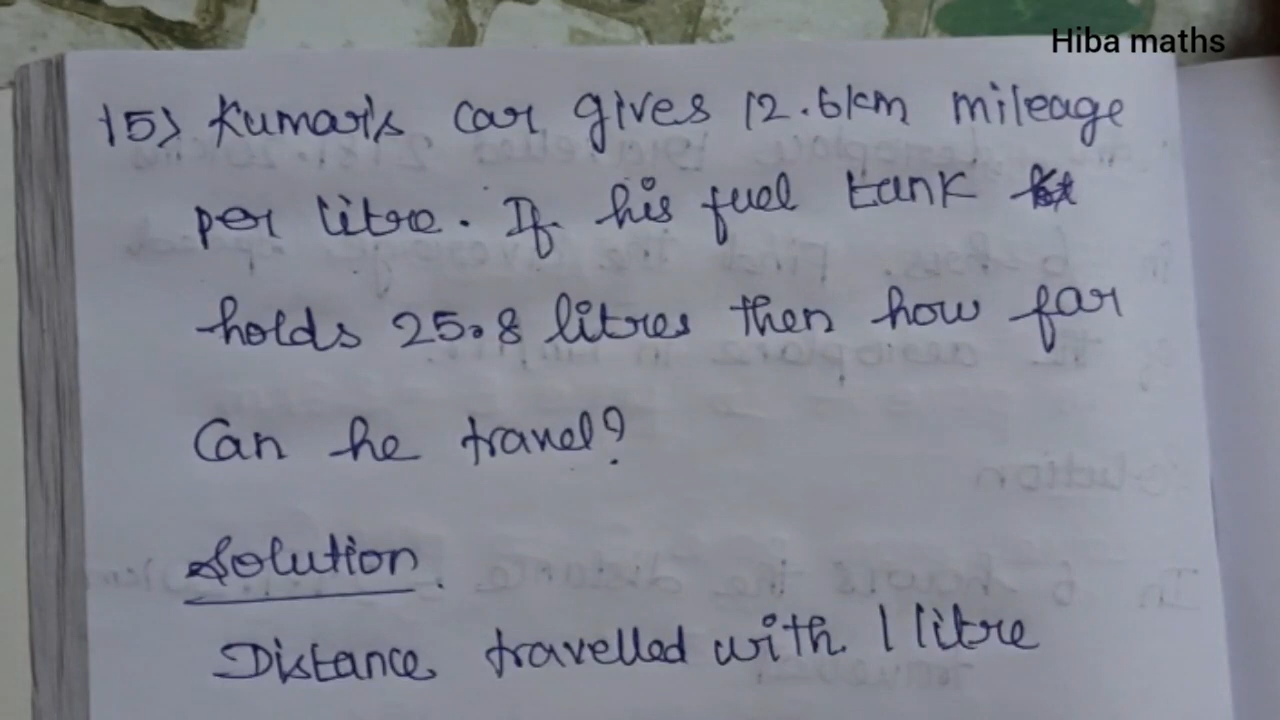 Hiba maths
15) Kumar's car gives 12.6km mileage
per litre. If his fuel tank
holds 25.8 litres then how far
Can he travel?
Solution.
Distance travelled with 1 litre